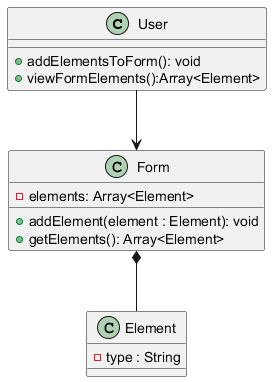 C User
addElementsToForm(): void
viewFormElements():Array<Element>
C Form
elements: Array<Element>
addElement(element : Element): void
getElements(): Array<Element>
C Element
type : String